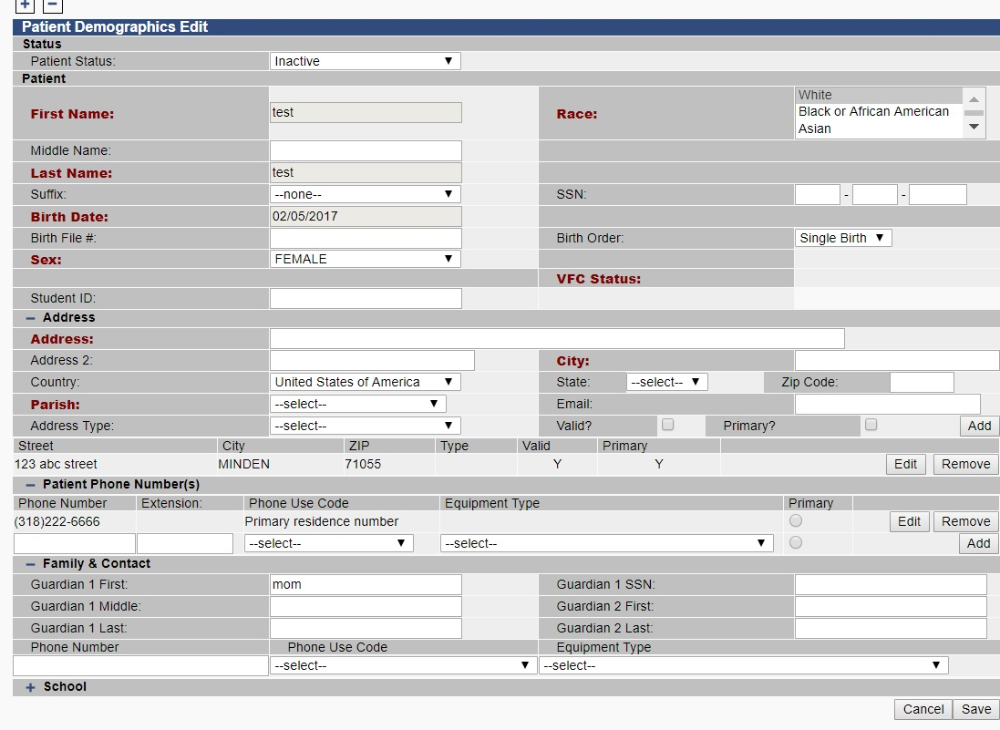 + −
Patient Demographics Edit
Status
Patient Status: Inactive
Patient
First Name: test Race: White
Black or African American
Asian
Middle Name:
Last Name: test
Suffix: --none-- SSN: - -
Birth Date: 02/05/2017
Birth File #: Birth Order: Single Birth
Sex: FEMALE
VFC Status:
Student ID:
− Address
Address:
Address 2: City:
Country: United States of America State: --select-- Zip Code:
Parish: --select-- Email:
Address Type: --select-- Valid? Primary? Add
Street City ZIP Type Valid Primary
123 abc street MINDEN 71055 Y Y Edit Remove
− Patient Phone Number(s)
Phone Number Extension: Phone Use Code Equipment Type Primary
(318)222-6666 Primary residence number Edit Remove
--select-- --select-- Add
− Family & Contact
Guardian 1 First: mom Guardian 1 SSN:
Guardian 1 Middle: Guardian 2 First:
Guardian 1 Last: Guardian 2 Last:
Phone Number Phone Use Code Equipment Type
--select-- --select--
+ School
Cancel Save